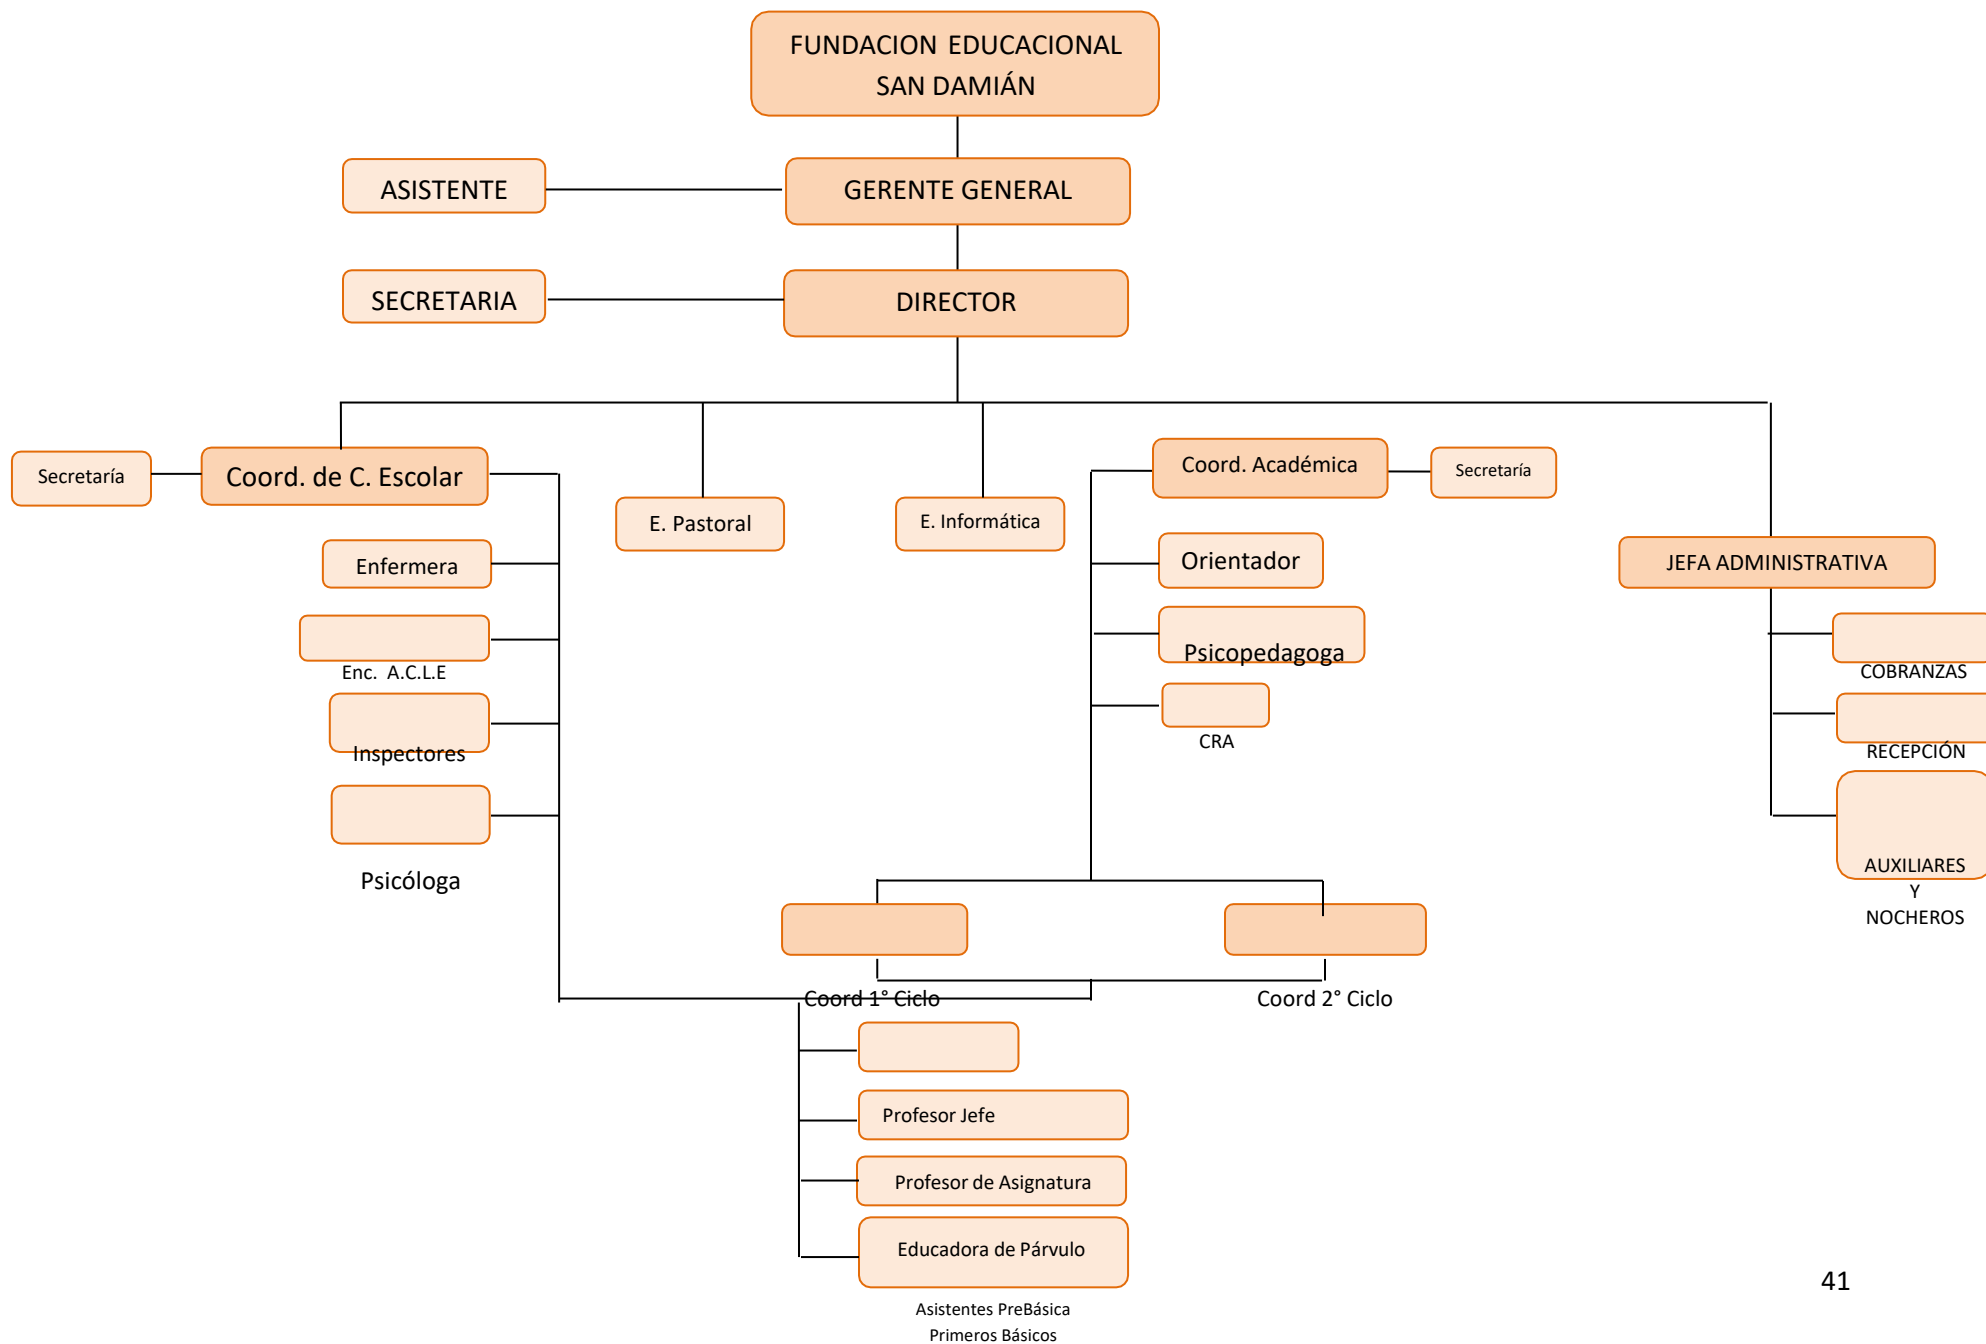 FUNDACION EDUCACIONAL
SAN DAMIÁN
ASISTENTE
GERENTE GENERAL
SECRETARIA
DIRECTOR
Secretaría
Coord. de C. Escolar
Coord. Académica
Secretaría
E. Pastoral
E. Informática
Enfermera
Orientador
JEFA ADMINISTRATIVA
Enc. A.C.L.E
Psicopedagoga
COBRANZAS
Inspectores
CRA
RECEPCIÓN
Psicóloga
AUXILIARES
Y
NOCHEROS
Coord 1° Ciclo
Coord 2° Ciclo
Profesor Jefe
Profesor de Asignatura
Educadora de Párvulo
Asistentes PreBásica
Primeros Básicos
41